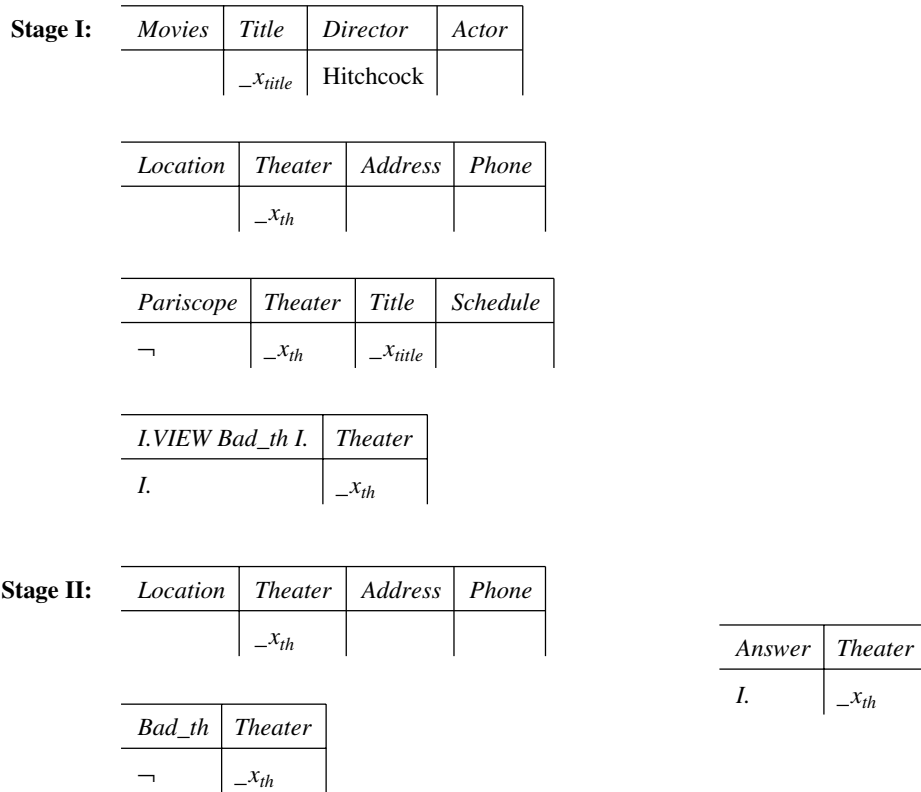 Stage I: Movies Title Director Actor
_x_title Hitchcock
Location Theater Address Phone
_x_th
Pariscope Theater Title Schedule
¬ _x_th _x_title
I.VIEW Bad_th I. Theater
I. _x_th
Stage II: Location Theater Address Phone
_x_th
Answer Theater
I. _x_th
Bad_th Theater
¬ _x_th